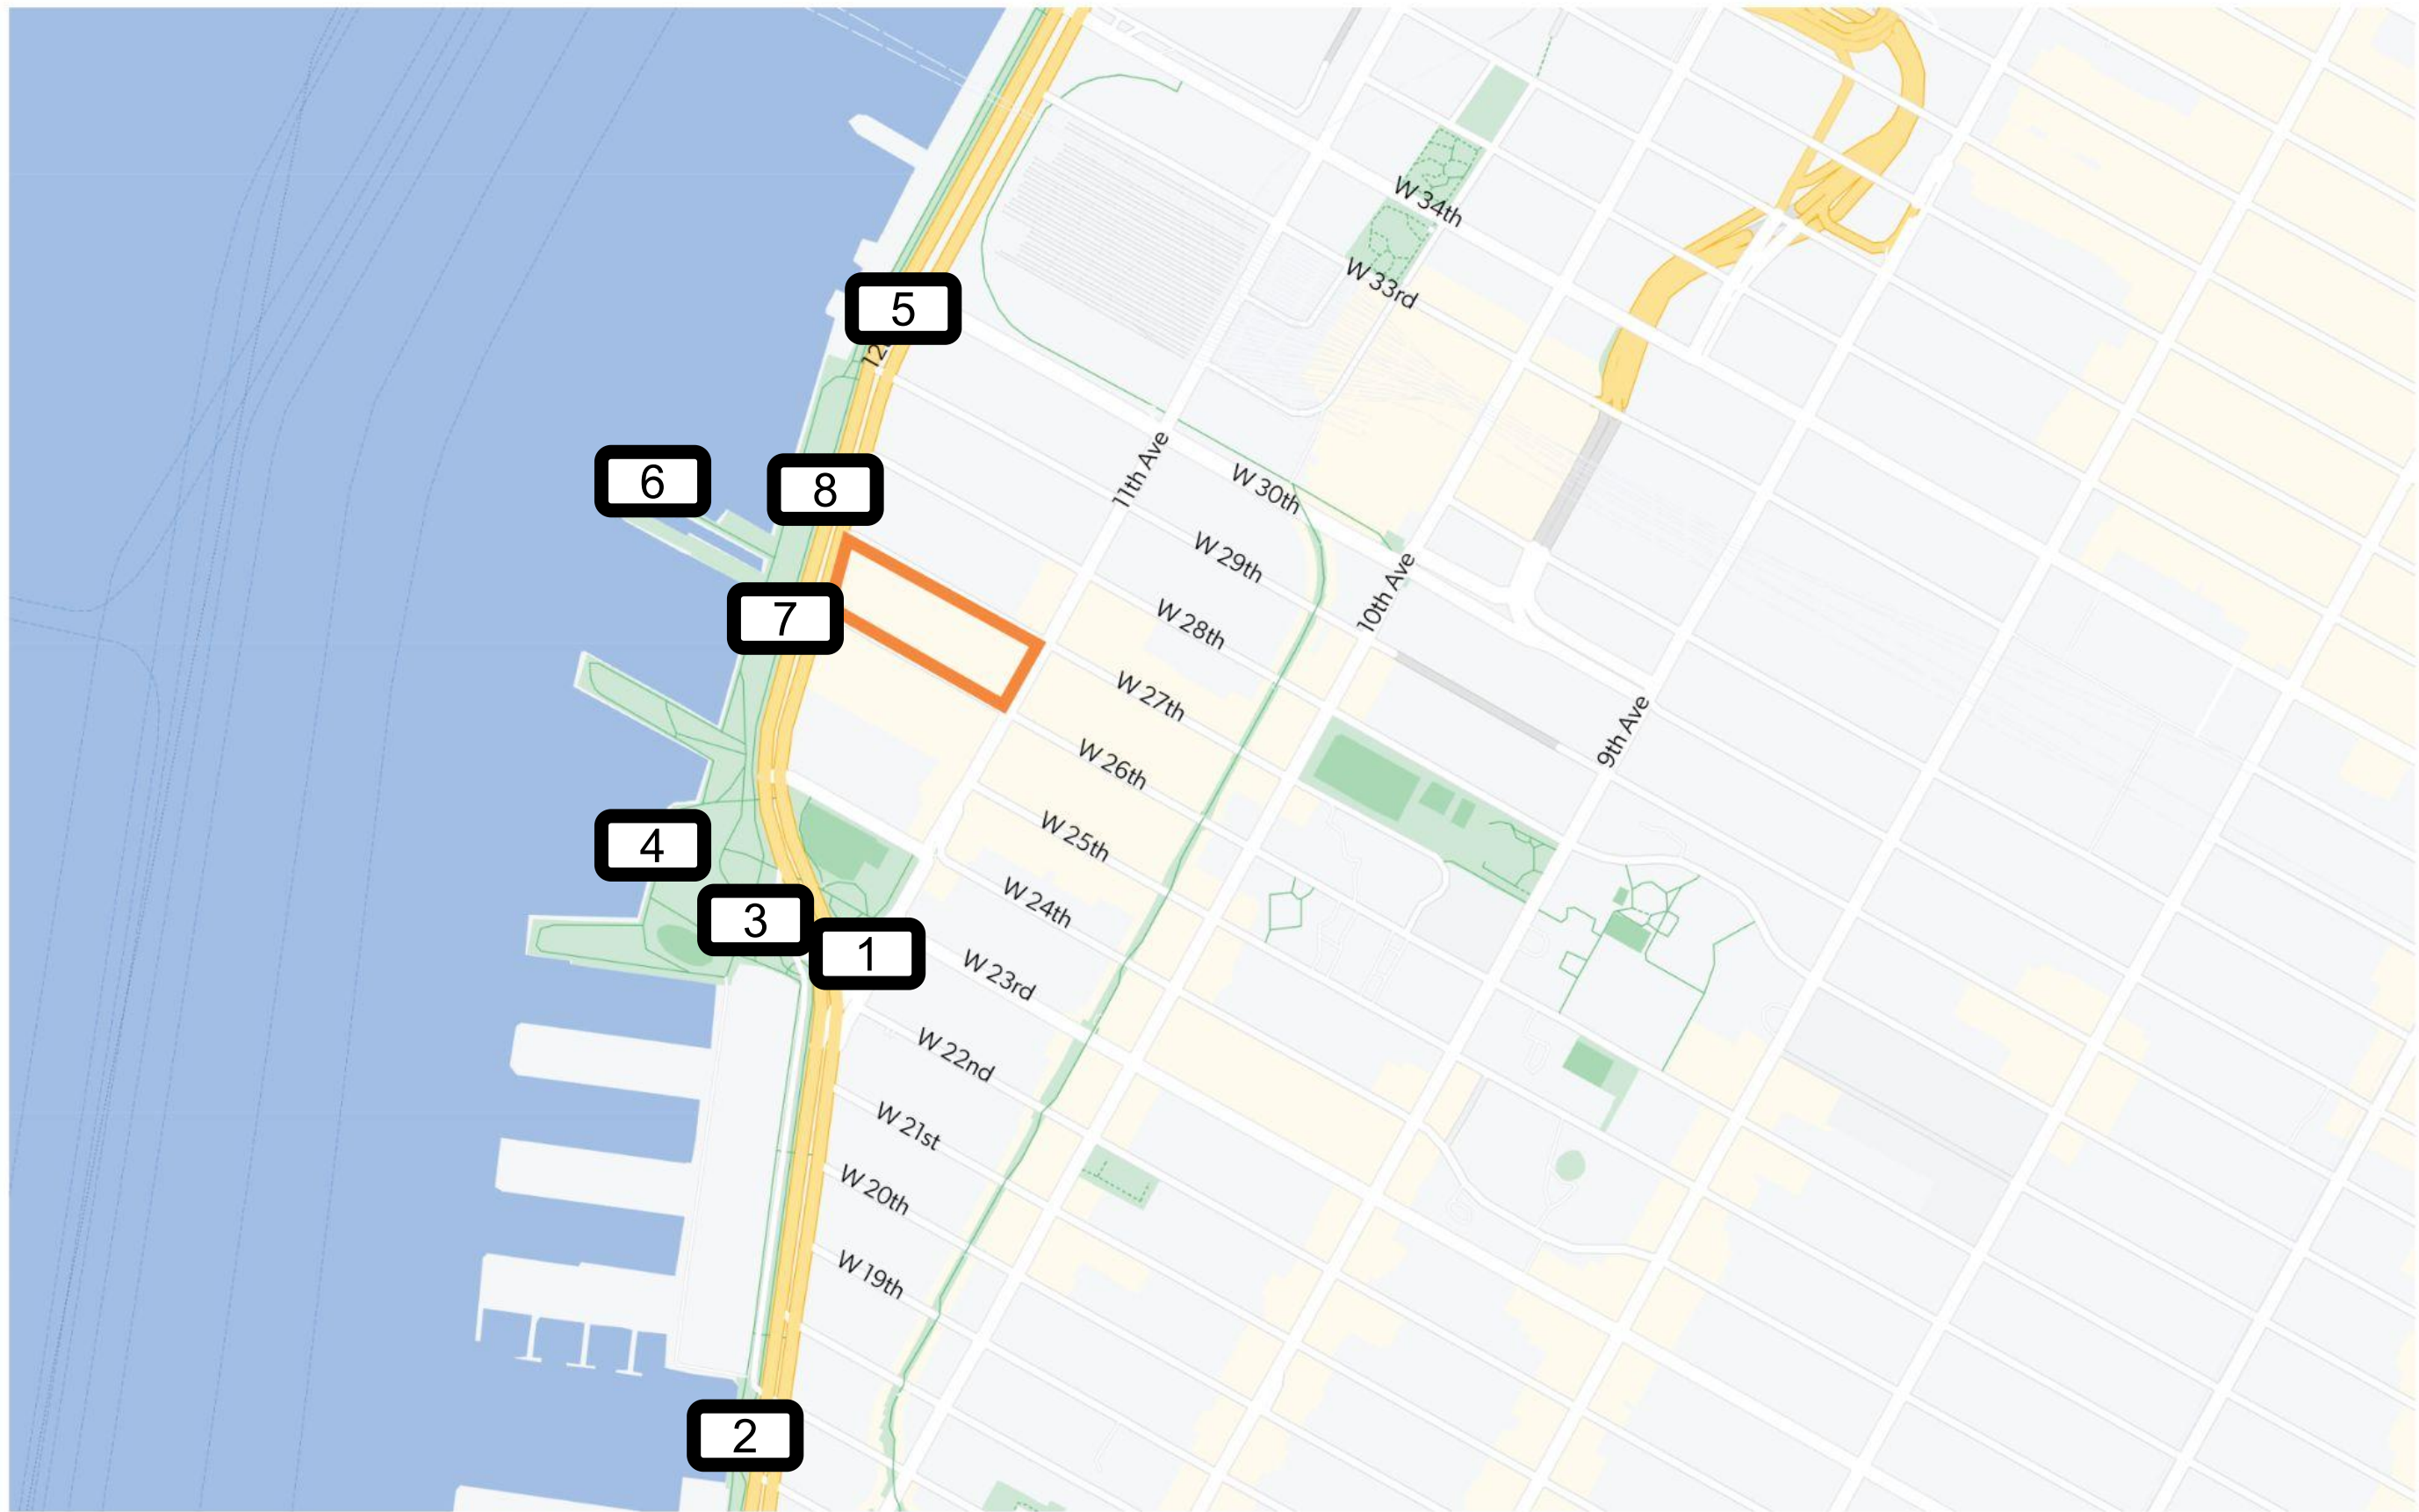 W 34th
W 33rd
5
12
11th Ave
6
8
W 30th
W 29th
10th Ave
7
W 28th
W 27th
9th Ave
W 26th
4
W 25th
3
W 24th
1
W 23rd
W 22nd
W 21st
W 20th
W 19th
2